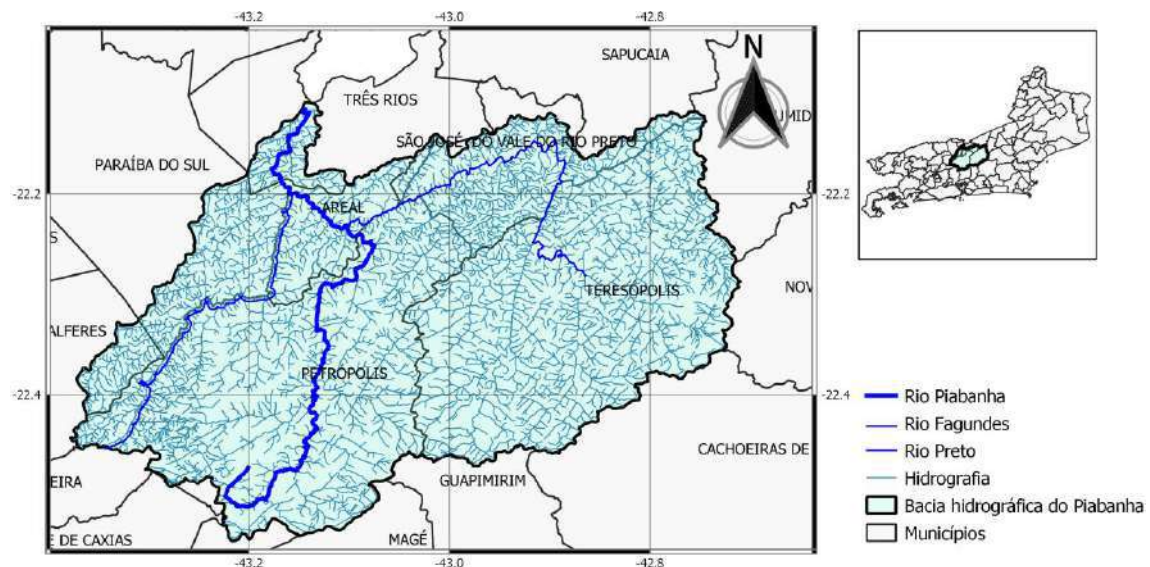 -43.2 -43.0 -42.8
N
SAPUCAIA
TRÊS RIOS
UMID
SÃO JOSÉ DO VALE DO RIO PRETO
PARAÍBA DO SUL
-22.2 -22.2
AREAL
S
TERESÓPOLIS
NOV
ALFERES
PETRÓPOLIS
-22.4 -22.4
CACHOEIRAS DE
EIRA
GUAPIMIRIM
E DE CAXIAS
MAGÉ
-43.2 -43.0 -42.8
Rio Piabanha
Rio Fagundes
Rio Preto
Hidrografia
Bacia hidrográfica do Piabanha
Municípios